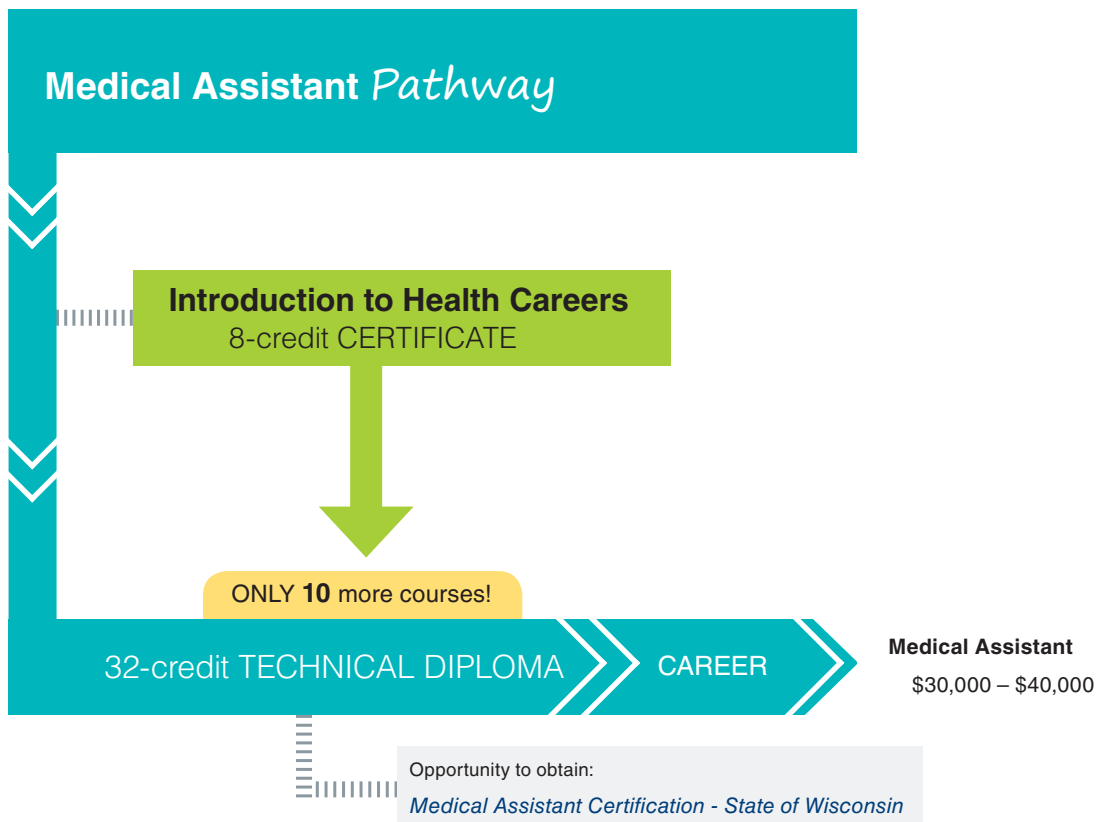 Medical Assistant Pathway
Introduction to Health Careers
8-credit CERTIFICATE
ONLY 10 more courses!
32-credit TECHNICAL DIPLOMA
CAREER
Medical Assistant
$30,000 – $40,000
Opportunity to obtain:
Medical Assistant Certification - State of Wisconsin